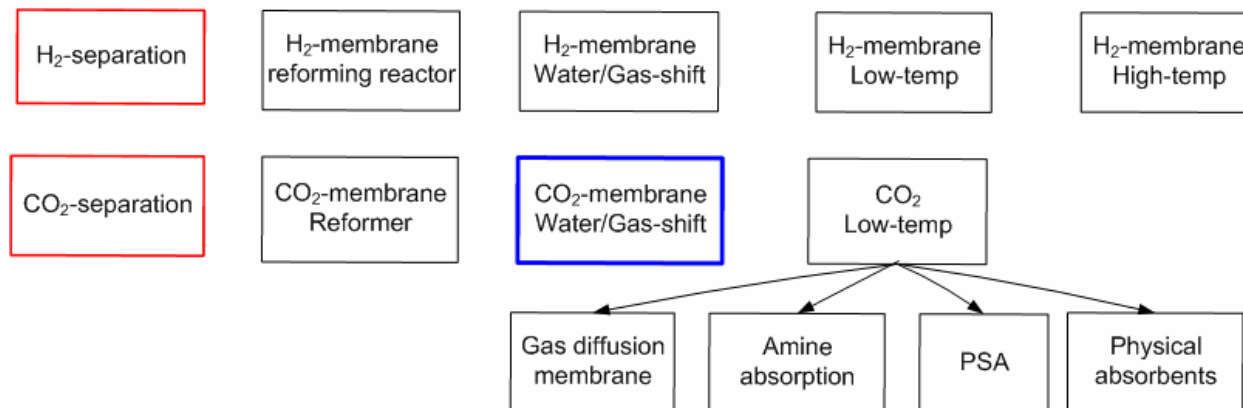 H₂-separation
H₂-membrane
reforming reactor
H₂-membrane
Water/Gas-shift
H₂-membrane
Low-temp
H₂-membrane
High-temp
CO₂-separation
CO₂-membrane
Reformer
CO₂-membrane
Water/Gas-shift
CO₂
Low-temp
Gas diffusion
membrane
Amine
absorption
PSA
Physical
absorbents